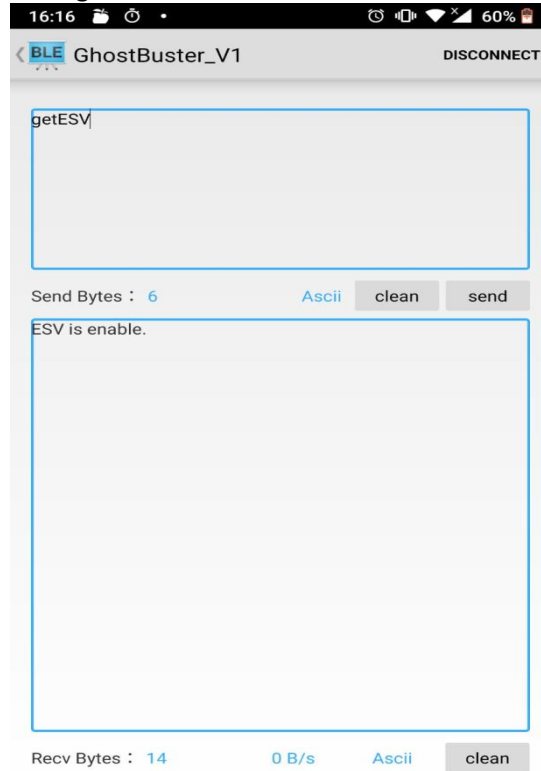 16:16 60%
BLE GhostBuster_V1 DISCONNECT
getESV
Send Bytes： 6 Ascii clean send
ESV is enable.
Recv Bytes： 14 0 B/s Ascii clean